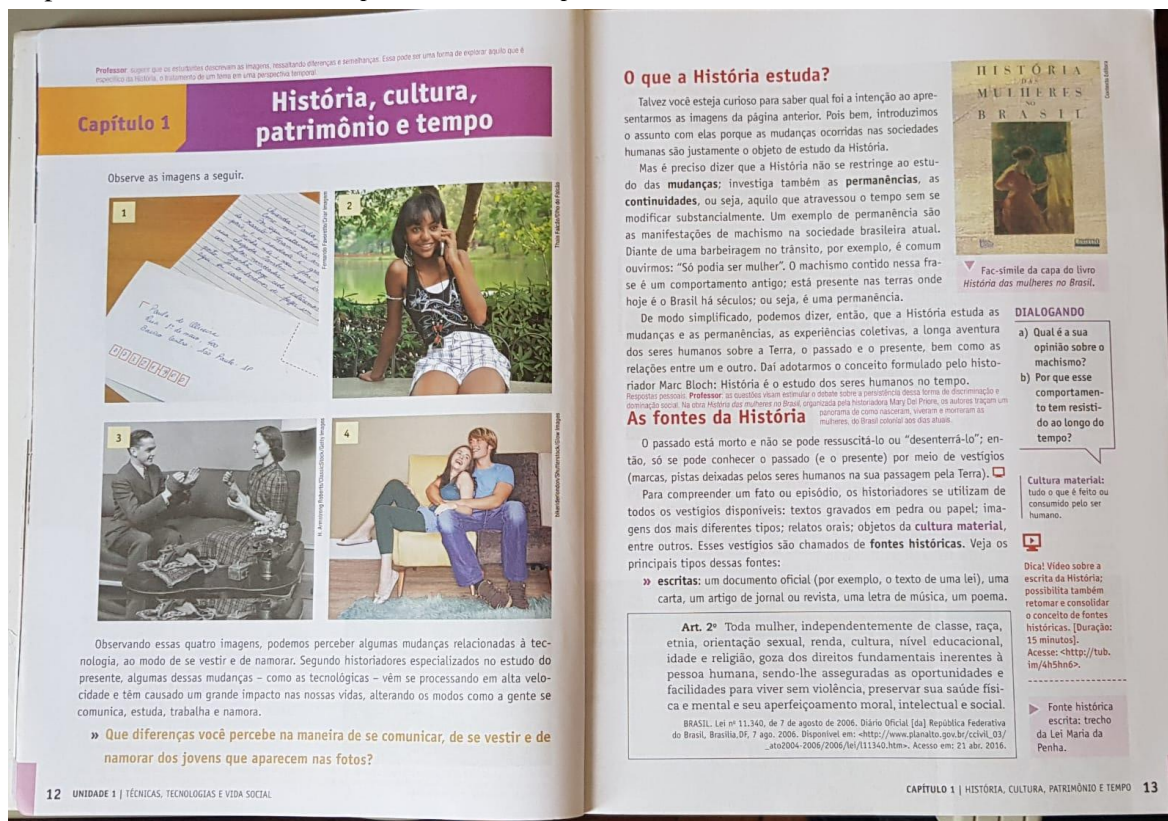 Professor: sugere que os estudantes descrevam as imagens, ressaltando diferenças e semelhanças. Essa pode ser uma forma de explorar aquilo que é
específico da história, o tratamento de um tema em uma perspectiva temporal.
Capítulo 1
História, cultura,
patrimônio e tempo
Observe as imagens a seguir.
1
Fernando Favoretto/Criar Imagem
2
3
H. Armstrong Roberts/ClassicStock/Getty Images
4
Observando essas quatro imagens, podemos perceber algumas mudanças relacionadas à tec-
nologia, ao modo de se vestir e de namorar. Segundo historiadores especializados no estudo do
presente, algumas dessas mudanças – como as tecnológicas – vêm se processando em alta velo-
cidade e têm causado um grande impacto nas nossas vidas, alterando os modos como a gente se
comunica, estuda, trabalha e namora.
» Que diferenças você percebe na maneira de se comunicar, de se vestir e de
namorar dos jovens que aparecem nas fotos?
12 UNIDADE 1 | TÉCNICAS, TECNOLOGIAS E VIDA SOCIAL
O que a História estuda?
Talvez você esteja curioso para saber qual foi a intenção ao apre-
sentarmos as imagens da página anterior. Pois bem, introduzimos
o assunto com elas porque as mudanças ocorridas nas sociedades
humanas são justamente o objeto de estudo da História.
Mas é preciso dizer que a História não se restringe ao estu-
do das mudanças; investiga também as permanências, as
continuidades, ou seja, aquilo que atravessou o tempo sem se
modificar substancialmente. Um exemplo de permanência são
as manifestações de machismo na sociedade brasileira atual.
Diante de uma barbeiragem no trânsito, por exemplo, é comum
ouvirmos: “Só podia ser mulher”. O machismo contido nessa fra-
se é um comportamento antigo; está presente nas terras onde
hoje é o Brasil há séculos; ou seja, é uma permanência.
De modo simplificado, podemos dizer, então, que a História estuda as
mudanças e as permanências, as experiências coletivas, a longa aventura
dos seres humanos sobre a Terra, o passado e o presente, bem como as
relações entre um e outro. Daí adotarmos o conceito formulado pelo histo-
riador Marc Bloch: História é o estudo dos seres humanos no tempo.
Respostas pessoais. Professor: as questões visam estimular o debate sobre a persistência dessa forma de discriminação e
dominação social. Na obra História das mulheres no Brasil, organizada pela historiadora Mary Del Priore, os autores traçam um
panorama de como nasceram, viveram e morreram as
mulheres, do Brasil colonial aos dias atuais.
HISTÓRIA
DAS
MULHERES
NO
BRASIL
Contexto Editora
Fac-símile da capa do livro
História das mulheres no Brasil.
DIALOGANDO
a) Qual é a sua
opinião sobre o
machismo?
b) Por que esse
comportamen-
to tem resisti-
do ao longo do
tempo?
As fontes da História
O passado está morto e não se pode ressuscitá-lo ou “desenterrá-lo”; en-
tão, só se pode conhecer o passado (e o presente) por meio de vestígios
(marcas, pistas deixadas pelos seres humanos na sua passagem pela Terra).
Para compreender um fato ou episódio, os historiadores se utilizam de
todos os vestígios disponíveis: textos gravados em pedra ou papel; ima-
gens dos mais diferentes tipos; relatos orais; objetos da cultura material,
entre outros. Esses vestígios são chamados de fontes históricas. Veja os
principais tipos dessas fontes:
» escritas: um documento oficial (por exemplo, o texto de uma lei), uma
carta, um artigo de jornal ou revista, uma letra de música, um poema.
Cultura material:
tudo o que é feito ou
consumido pelo ser
humano.
Dica! Vídeo sobre a
escrita da História;
possibilita também
retomar e consolidar
o conceito de fontes
históricas. [Duração:
15 minutos].
Acesse: <http://tub.
im/4h5hn6>.
Art. 2º Toda mulher, independentemente de classe, raça,
etnia, orientação sexual, renda, cultura, nível educacional,
idade e religião, goza dos direitos fundamentais inerentes à
pessoa humana, sendo-lhe asseguradas as oportunidades e
facilidades para viver sem violência, preservar sua saúde físi-
ca e mental e seu aperfeiçoamento moral, intelectual e social.
BRASIL. Lei nº 11.340, de 7 de agosto de 2006. Diário Oficial [da] República Federativa
do Brasil, Brasília,DF, 7 ago. 2006. Disponível em: <http://www.planalto.gov.br/ccivil_03/
_ato2004-2006/2006/lei/l11340.htm>. Acesso em: 21 abr. 2016.
Fonte histórica
escrita: trecho
da Lei Maria da
Penha.
CAPÍTULO 1 | HISTÓRIA, CULTURA, PATRIMÔNIO E TEMPO 13